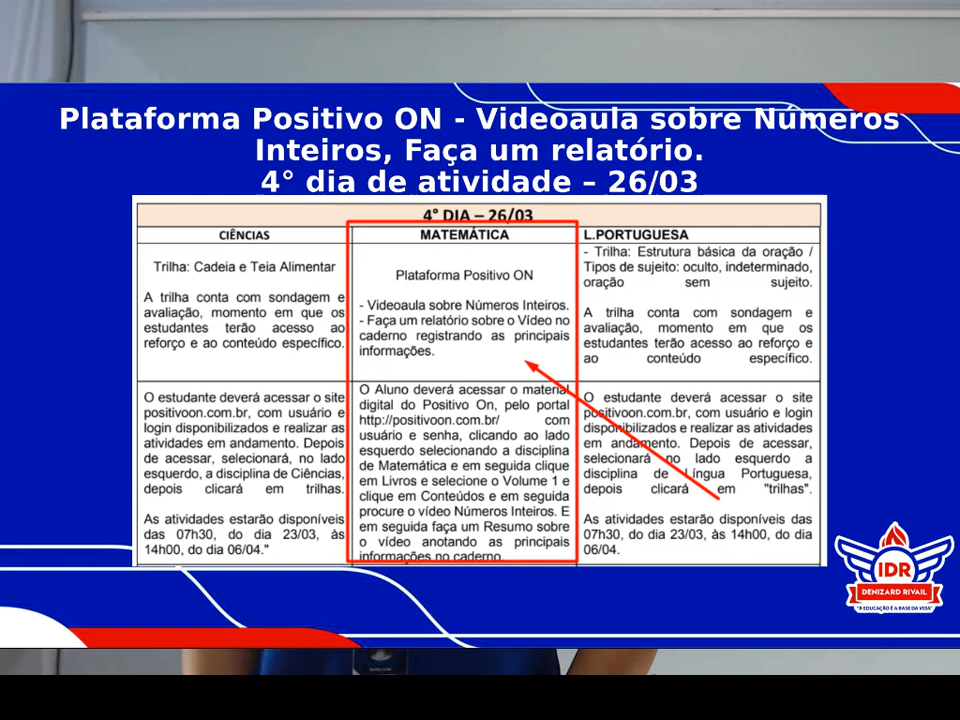 Plataforma Positivo ON - Videoaula sobre Números
Inteiros, Faça um relatório.
4° dia de atividade – 26/03
4° DIA – 26/03
CIÊNCIAS
Trilha: Cadeia e Teia Alimentar
A trilha conta com sondagem e
avaliação, momento em que os
estudantes terão acesso ao
reforço e ao conteúdo específico.
O estudante deverá acessar o site
positivoon.com.br, com usuário e
login disponibilizados e realizar as
atividades em andamento. Depois
de acessar, selecionará, no lado
esquerdo, a disciplina de Ciências,
depois clicará em trilhas.
As atividades estarão disponíveis
das 07h30, do dia 23/03, às
14h00, do dia 06/04."
MATEMÁTICA
Plataforma Positivo ON
- Videoaula sobre Números Inteiros.
- Faça um relatório sobre o Vídeo no
caderno registrando as principais
informações.
O Aluno deverá acessar o material
digital do Positivo On, pelo portal
http://positivoon.com.br/ com
usuário e senha, clicando ao lado
esquerdo selecionando a disciplina
de Matemática e em seguida clique
em Livros e selecione o Volume 1 e
clique em Conteúdos e em seguida
procure o vídeo Números Inteiros. E
em seguida faça um Resumo sobre
o vídeo anotando as principais
informações no caderno.
L.PORTUGUESA
- Trilha: Estrutura básica da oração /
Tipos de sujeito: oculto, indeterminado,
oração sem sujeito.
A trilha conta com sondagem e
avaliação, momento em que os
estudantes terão acesso ao reforço e
ao conteúdo específico.
O estudante deverá acessar o site
positivoon.com.br, com usuário e login
disponibilizados e realizar as atividades
em andamento. Depois de acessar,
selecionará no lado esquerdo a
disciplina de Língua Portuguesa,
depois clicará em "trilhas".
As atividades estarão disponíveis das
07h30, do dia 23/03, às 14h00, do dia
06/04.
IDR
DENIZARD RIVAIL
"A EDUCAÇÃO É A BASE DA VIDA"